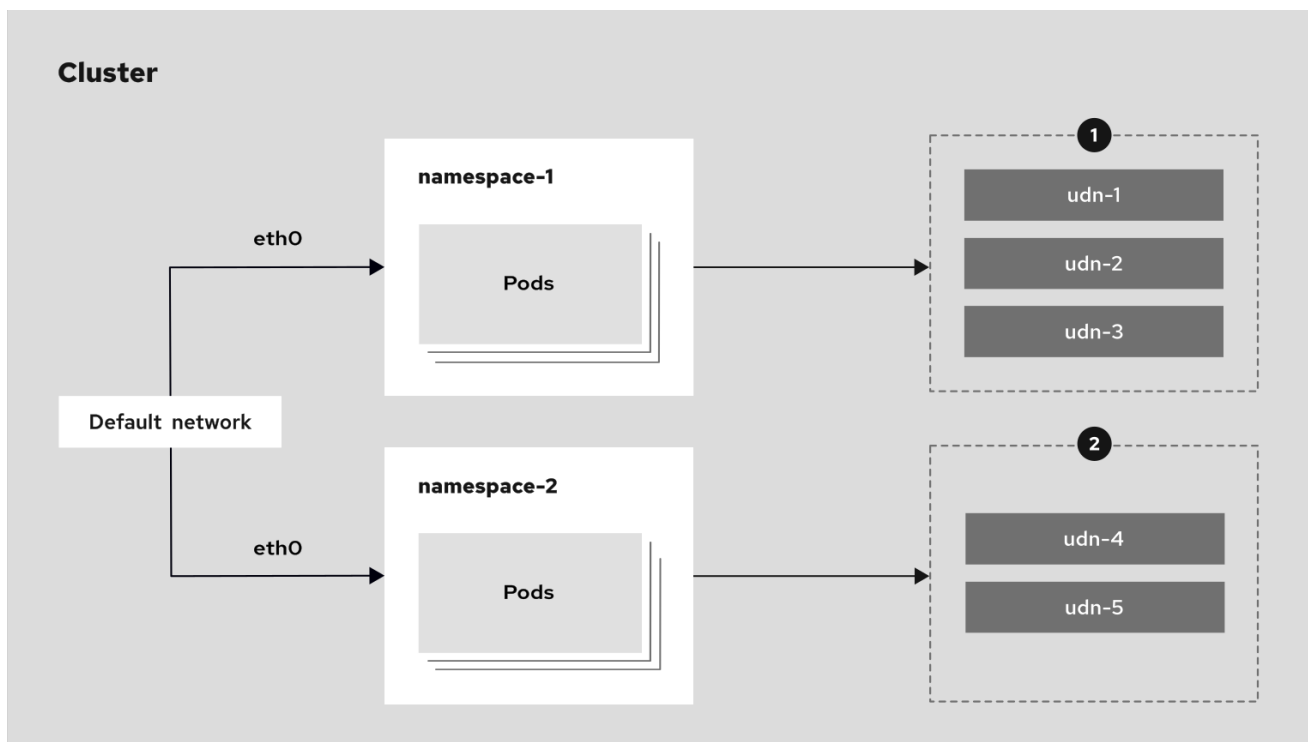 Cluster
1
namespace-1
udn-1
eth0
udn-2
Pods
udn-3
Default network
2
namespace-2
udn-4
eth0
Pods
udn-5